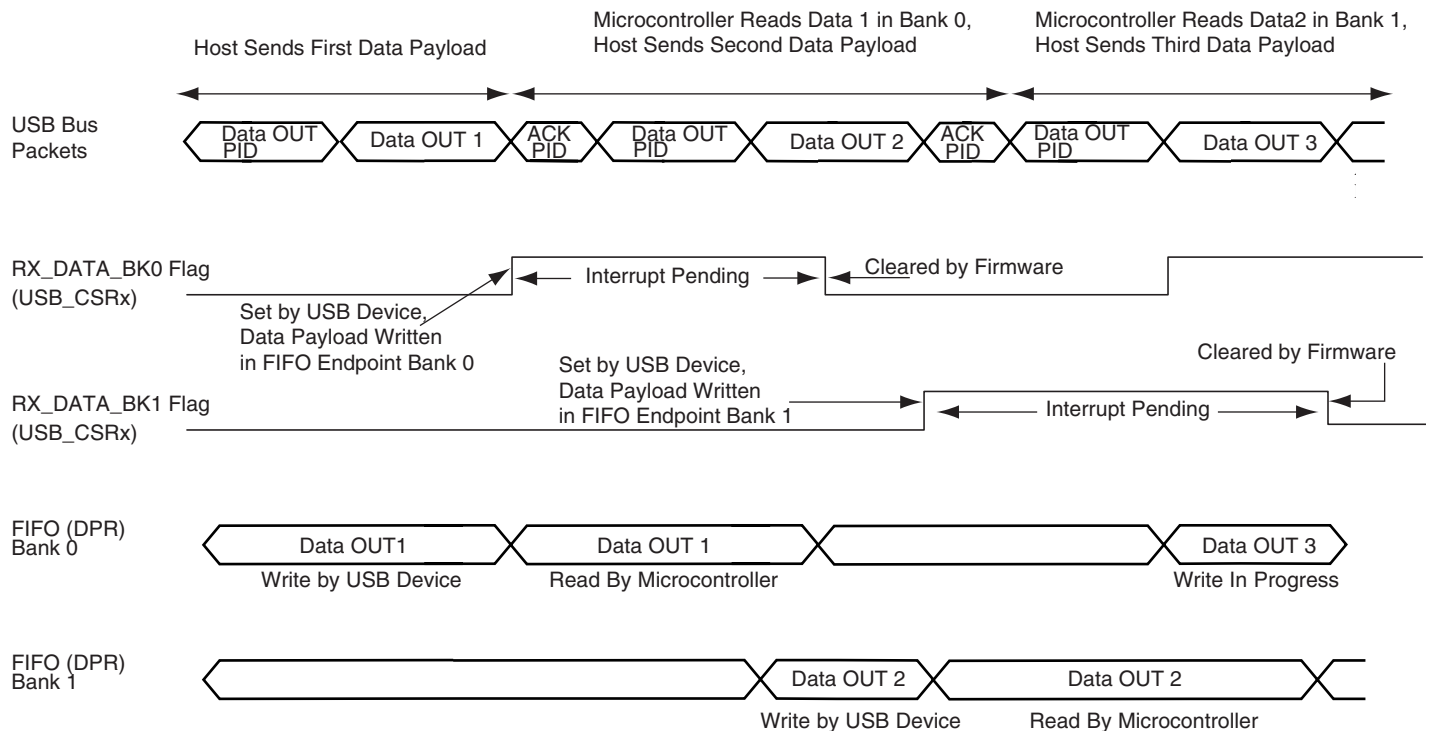 Host Sends First Data Payload
Microcontroller Reads Data 1 in Bank 0,
Host Sends Second Data Payload
Microcontroller Reads Data2 in Bank 1,
Host Sends Third Data Payload
USB Bus
Packets
Data OUT
PID
Data OUT 1
ACK
PID
Data OUT
PID
Data OUT 2
ACK
PID
Data OUT
PID
Data OUT 3
RX_DATA_BK0 Flag
(USB_CSRx)
Interrupt Pending
Cleared by Firmware
Set by USB Device,
Data Payload Written
in FIFO Endpoint Bank 0
Cleared by Firmware
Set by USB Device,
Data Payload Written
in FIFO Endpoint Bank 1
RX_DATA_BK1 Flag
(USB_CSRx)
Interrupt Pending
FIFO (DPR)
Bank 0
Data OUT1
Data OUT 1
Data OUT 3
Write by USB Device
Read By Microcontroller
Write In Progress
FIFO (DPR)
Bank 1
Data OUT 2
Data OUT 2
Write by USB Device
Read By Microcontroller